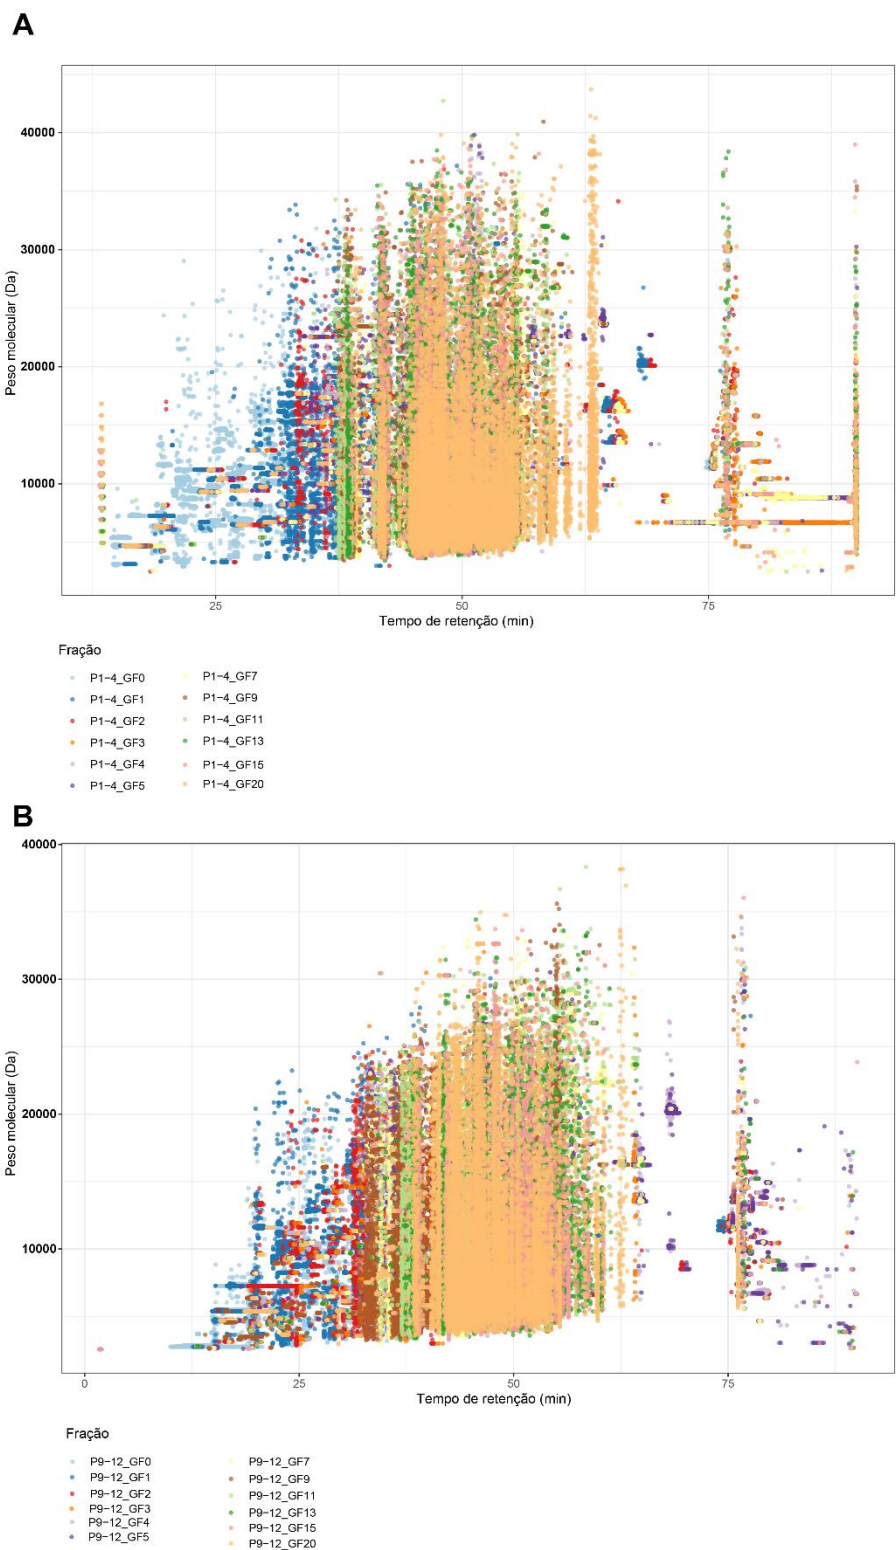 A
40000
30000
20000
10000
Peso molecular (Da)
25
50
75
Tempo de retenção (min)
Fração
P1−4_GF0
P1−4_GF1
P1−4_GF2
P1−4_GF3
P1−4_GF4
P1−4_GF5
P1−4_GF7
P1−4_GF9
P1−4_GF11
P1−4_GF13
P1−4_GF15
P1−4_GF20
B
40000
30000
20000
10000
Peso molecular (Da)
0
25
50
75
Tempo de retenção (min)
Fração
P9−12_GF0
P9−12_GF1
P9−12_GF2
P9−12_GF3
P9−12_GF4
P9−12_GF5
P9−12_GF7
P9−12_GF9
P9−12_GF11
P9−12_GF13
P9−12_GF15
P9−12_GF20